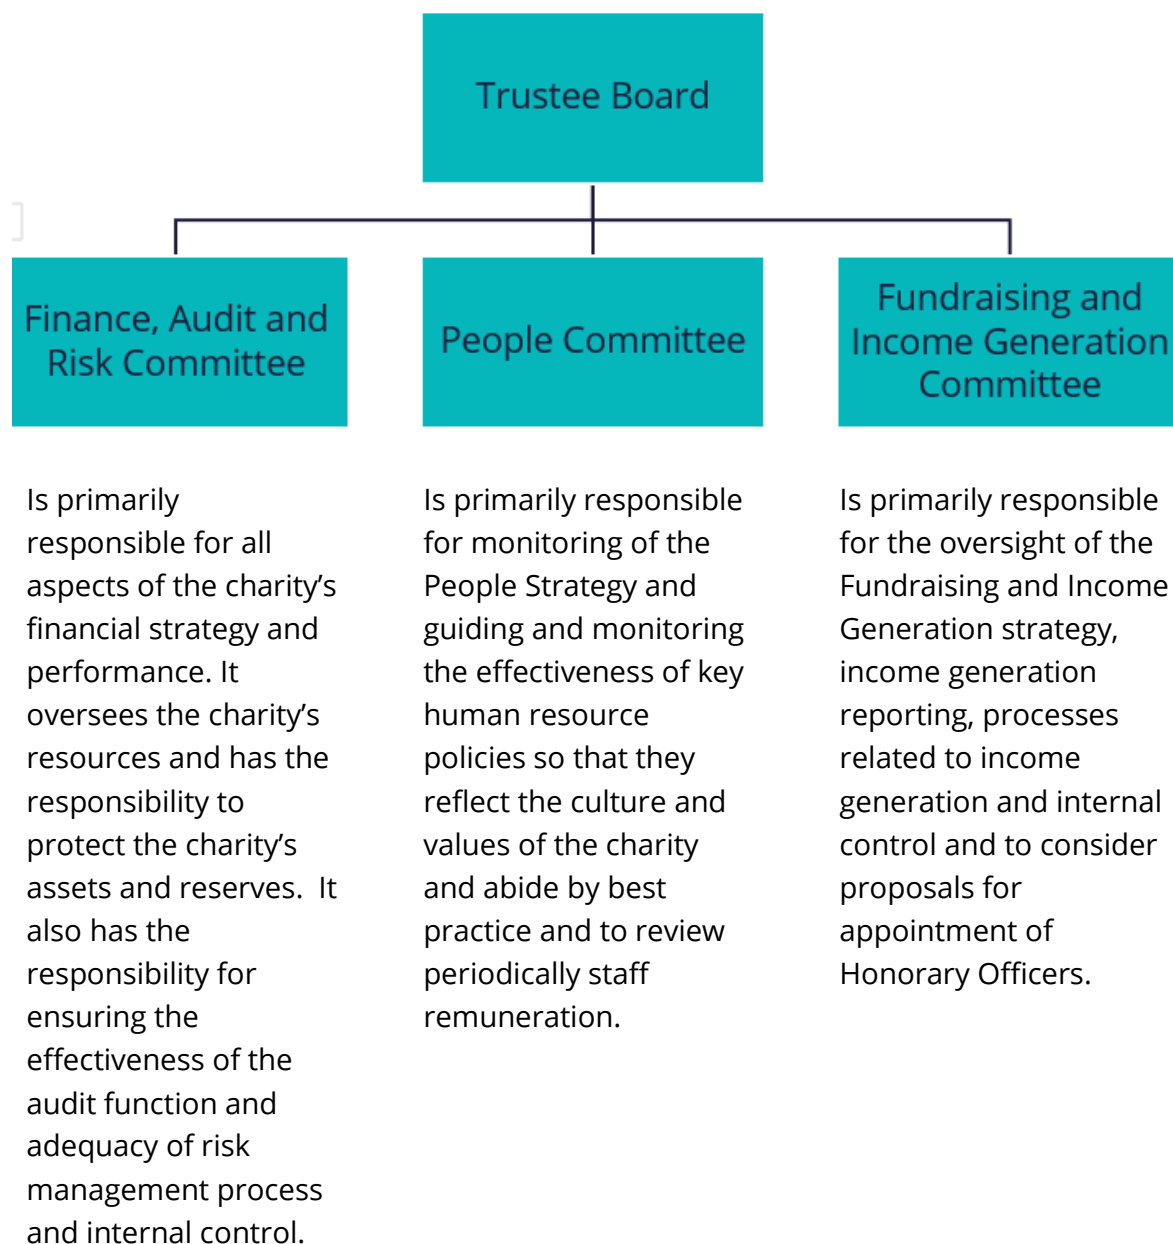 Trustee Board
Finance, Audit and
Risk Committee
People Committee
Fundraising and
Income Generation
Committee
Is primarily
responsible for all
aspects of the charity’s
financial strategy and
performance. It
oversees the charity’s
resources and has the
responsibility to
protect the charity’s
assets and reserves.  It
also has the
responsibility for
ensuring the
effectiveness of the
audit function and
adequacy of risk
management process
and internal control.
Is primarily responsible
for monitoring of the
People Strategy and
guiding and monitoring
the effectiveness of key
human resource
policies so that they
reflect the culture and
values of the charity
and abide by best
practice and to review
periodically staff
remuneration.
Is primarily responsible
for the oversight of the
Fundraising and Income
Generation strategy,
income generation
reporting, processes
related to income
generation and internal
control and to consider
proposals for
appointment of
Honorary Officers.